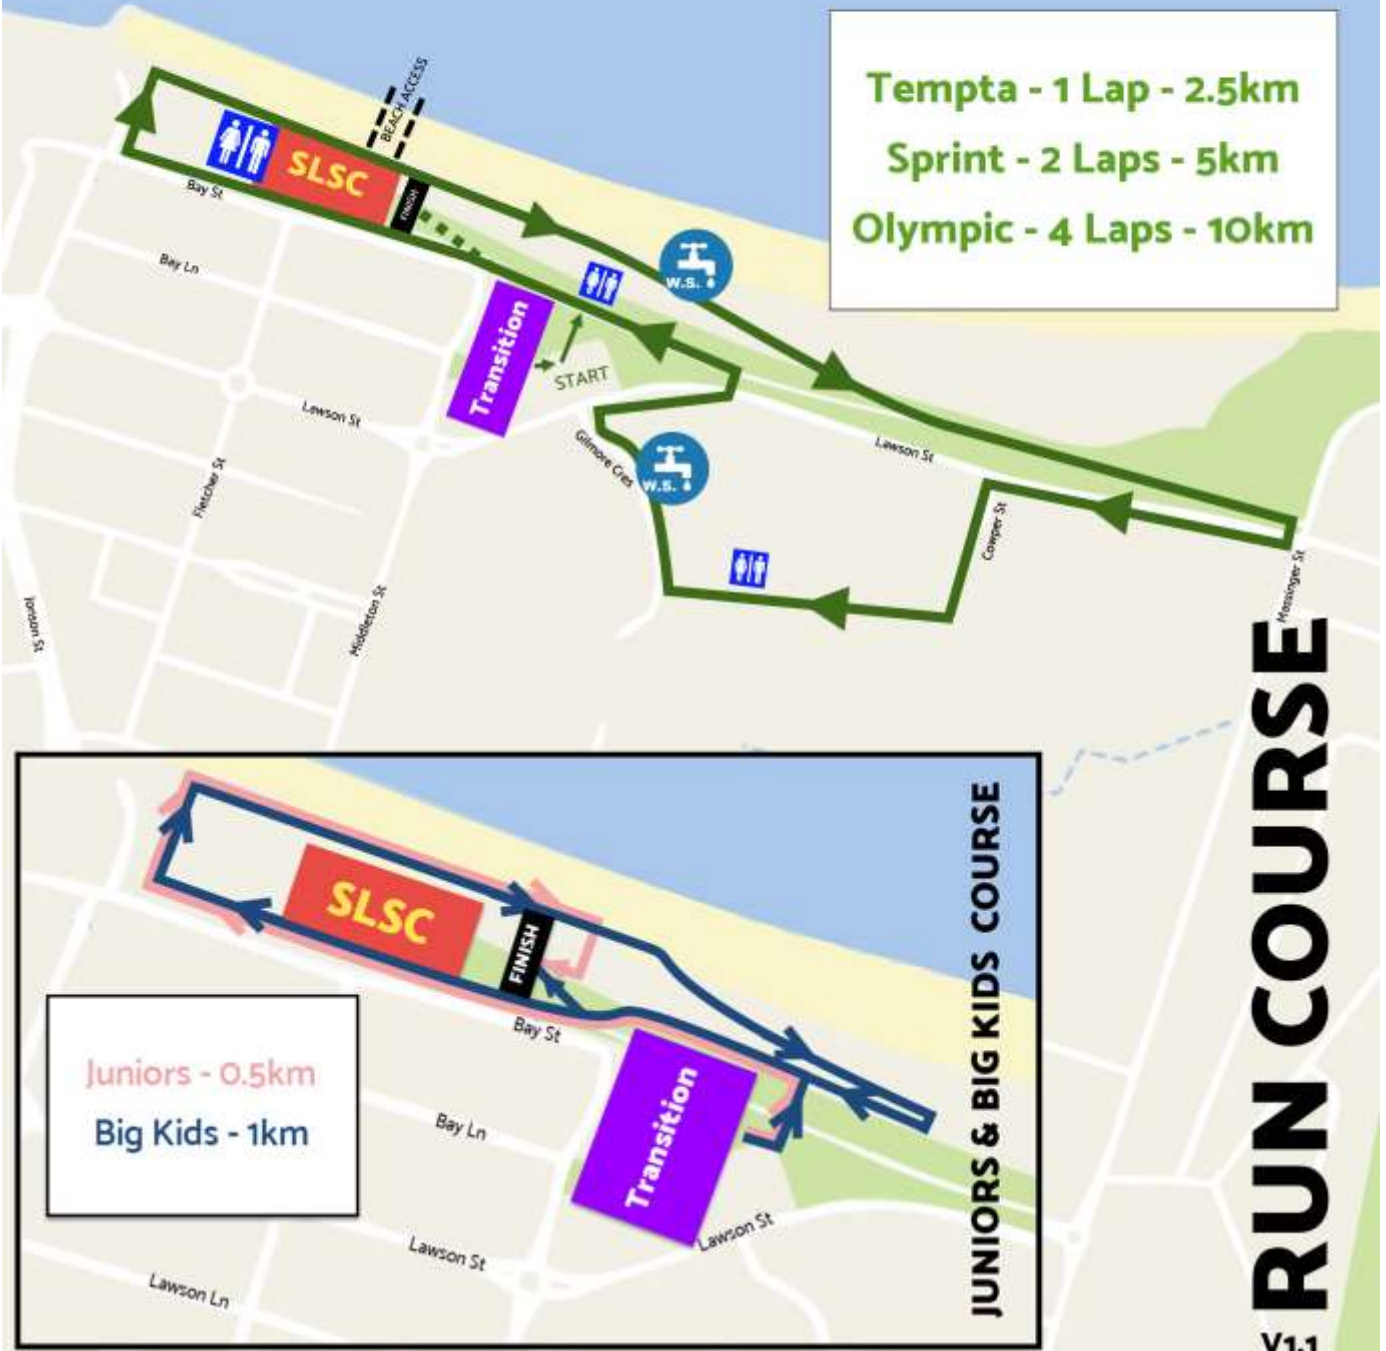 Tempta - 1 Lap - 2.5km
Sprint - 2 Laps - 5km
Olympic - 4 Laps - 10km
BEACH ACCESS
SLSC
FINISH
Bay St
W.S.
Bay Ln
Transition
START
Lawson St
Gilmore Cres
W.S.
Lawson St
Fletcher St
Cowper St
Massinger St
Jonson St
Middleton St
RUN COURSE
V1.1
JUNIORS & BIG KIDS COURSE
SLSC
FINISH
Bay St
Juniors - 0.5km
Big Kids - 1km
Bay Ln
Transition
Lawson St
Lawson St
Lawson Ln